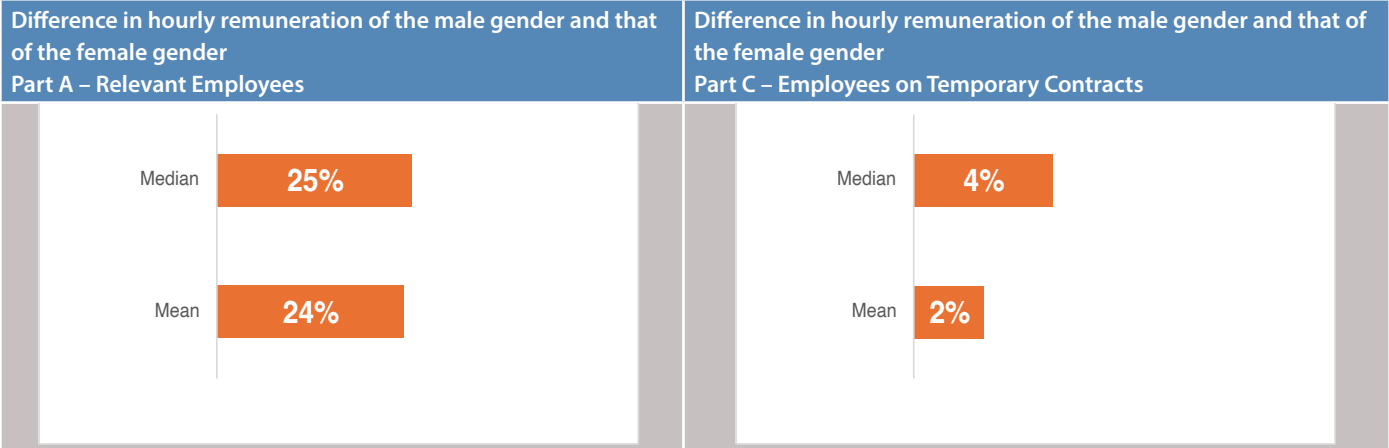 Difference in hourly remuneration of the male gender and that
of the female gender
Part A – Relevant Employees
Median
25%
Mean
24%
Difference in hourly remuneration of the male gender and that of
the female gender
Part C – Employees on Temporary Contracts
Median
4%
Mean
2%